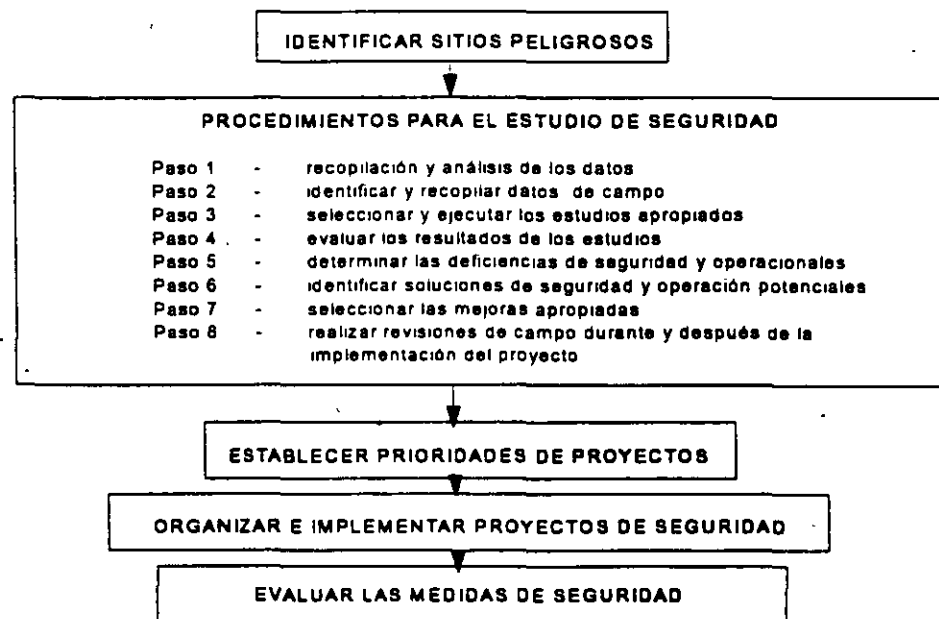 IDENTIFICAR SITIOS PELIGROSOS
PROCEDIMIENTOS PARA EL ESTUDIO DE SEGURIDAD
Paso 1 - recopilación y análisis de los datos
Paso 2 - identificar y recopilar datos de campo
Paso 3 - seleccionar y ejecutar los estudios apropiados
Paso 4 - evaluar los resultados de los estudios
Paso 5 - determinar las deficiencias de seguridad y operacionales
Paso 6 - identificar soluciones de seguridad y operación potenciales
Paso 7 - seleccionar las mejoras apropiadas
Paso 8 - realizar revisiones de campo durante y después de la
implementación del proyecto
ESTABLECER PRIORIDADES DE PROYECTOS
ORGANIZAR E IMPLEMENTAR PROYECTOS DE SEGURIDAD
EVALUAR LAS MEDIDAS DE SEGURIDAD